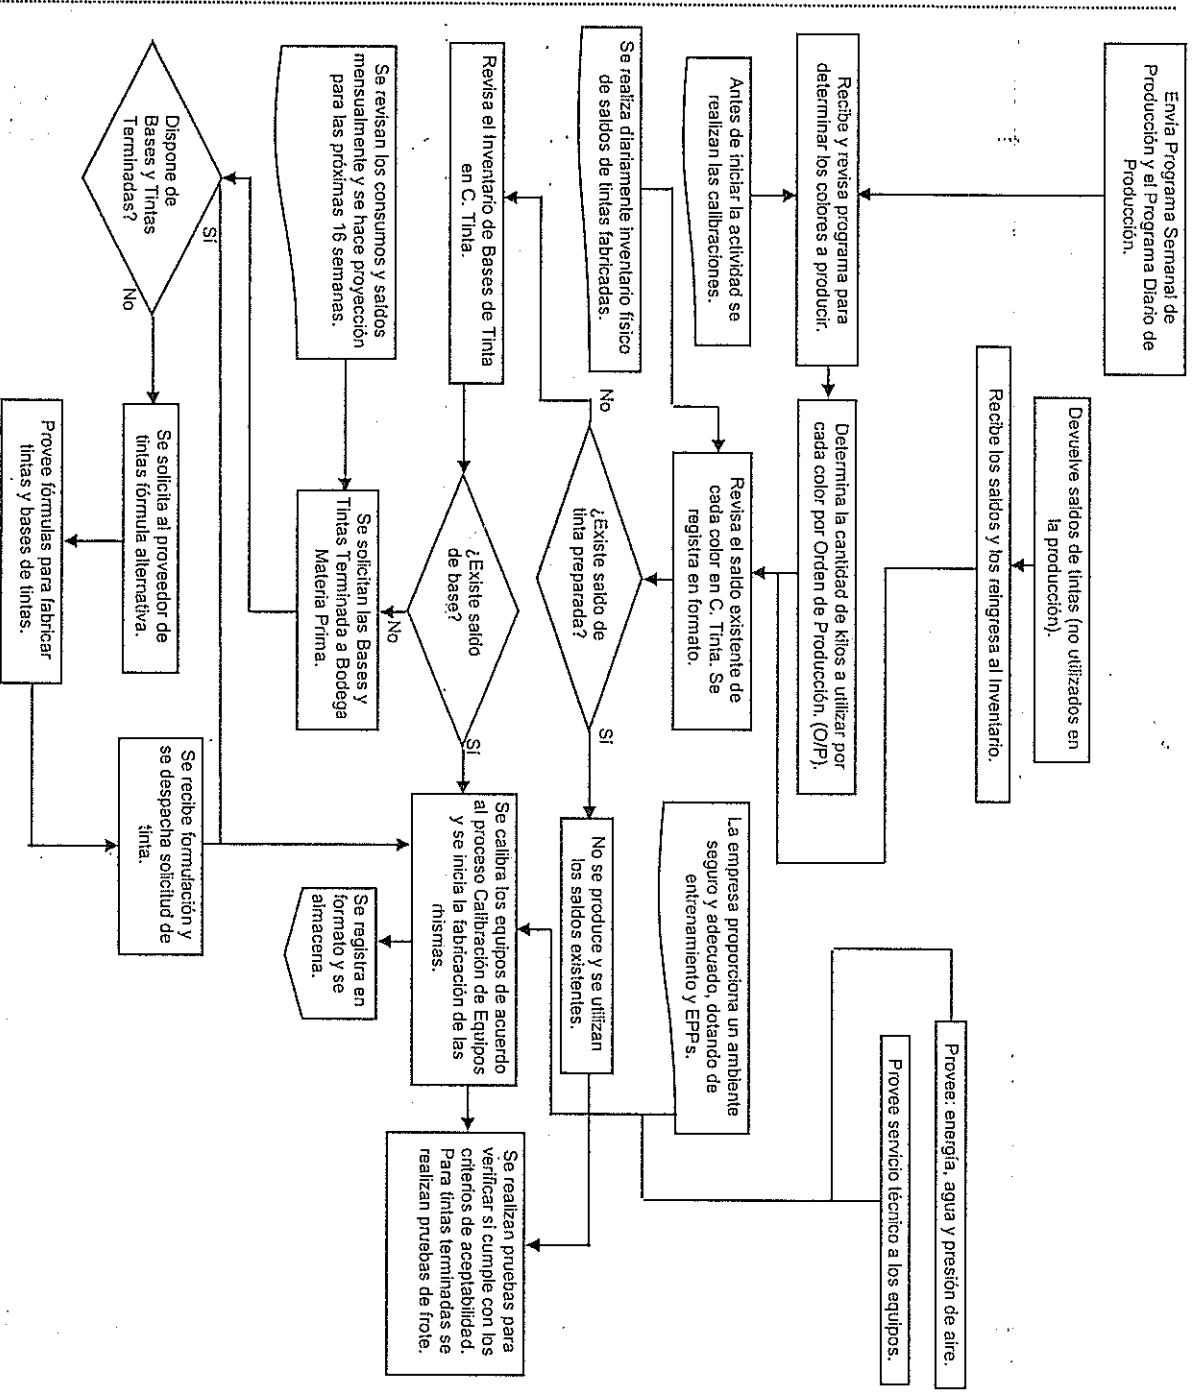 Envía Programa Semanal de
Producción y el Programa Diario de
Producción.
Devuelve saldos de tintas (no utilizados en
la producción).
Recibe los saldos y los reingresa al Inventario.
Provee: energía, agua y presión de aire.
Provee servicio técnico a los equipos.
Recibe y revisa programa para
determinar los colores a producir.
Determina la cantidad de kilos a utilizar por
cada color por Orden de Producción. (O/P).
Antes de iniciar la actividad se
realizan las calibraciones.
Revisa el saldo existente de
cada color en C. Tinta. Se
registra en formato.
La empresa proporciona un ambiente
seguro y adecuado, dotando de
entrenamiento y EPPs.
Se realiza diariamente inventario físico
de saldos de tintas fabricadas.
No
¿Existe saldo de
tinta preparada?
Sí
No se produce y se utilizan
los saldos existentes.
Revisa el Inventario de Bases de Tinta
en C. Tinta.
¿Existe saldo
de base?
Sí
No
Se calibra los equipos de acuerdo
al proceso Calibración de Equipos
y se inicia la fabricación de las
mismas.
Se realizan pruebas para
verificar si cumple con los
criterios de aceptabilidad.
Para tintas terminadas se
realizan pruebas de frote.
Se revisan los consumos y saldos
mensualmente y se hace proyección
para las próximas 16 semanas.
Se solicitan las Bases y
Tintas Terminada a Bodega
Materia Prima.
Se registra en
formato y se
almacena.
Dispone de
Bases y Tintas
Terminadas?
Sí
No
Se solicita al proveedor de
tintas fórmula alternativa.
Se recibe formulación y
se despacha solicitud de
tinta.
Provee fórmulas para fabricar
tintas y bases de tintas.